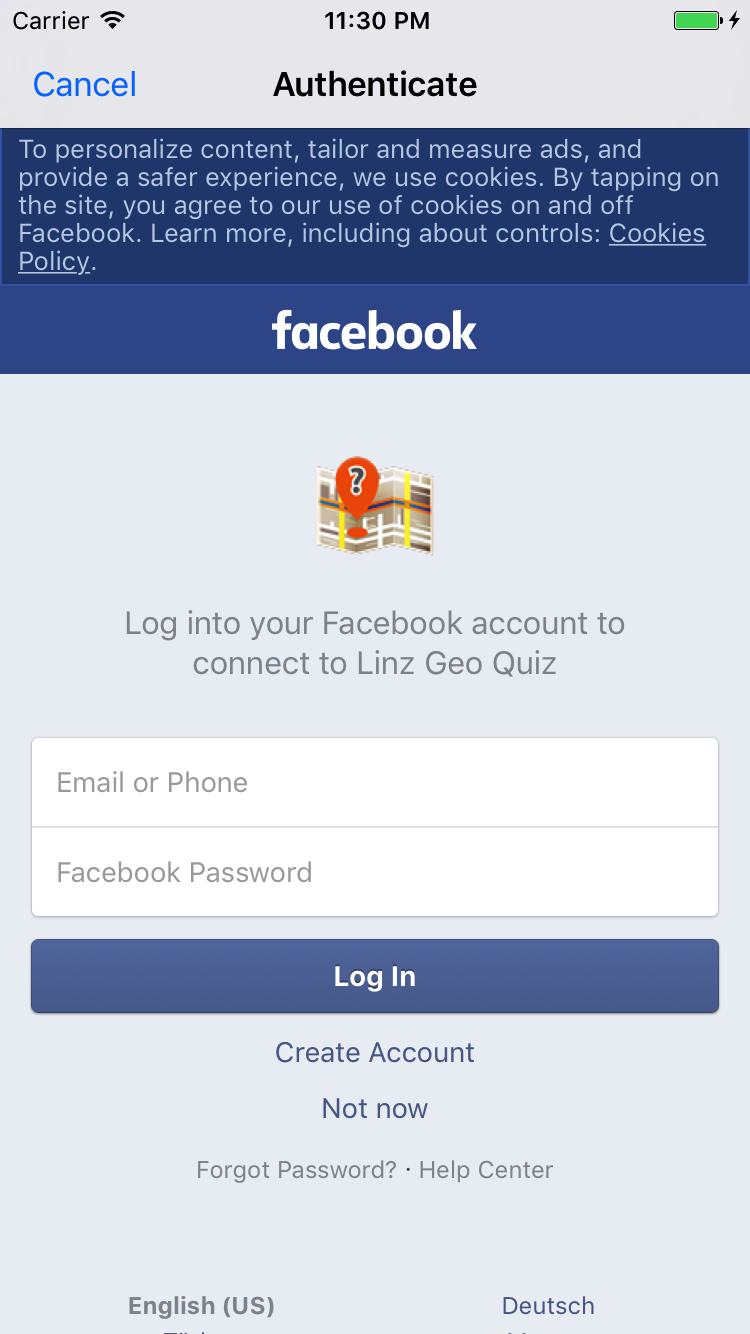 Carrier 11:30 PM
Cancel Authenticate
To personalize content, tailor and measure ads, and
provide a safer experience, we use cookies. By tapping on
the site, you agree to our use of cookies on and off
Facebook. Learn more, including about controls: Cookies
Policy.
facebook
?
Log into your Facebook account to
connect to Linz Geo Quiz
Email or Phone
Facebook Password
Log In
Create Account
Not now
Forgot Password? · Help Center
English (US) Deutsch